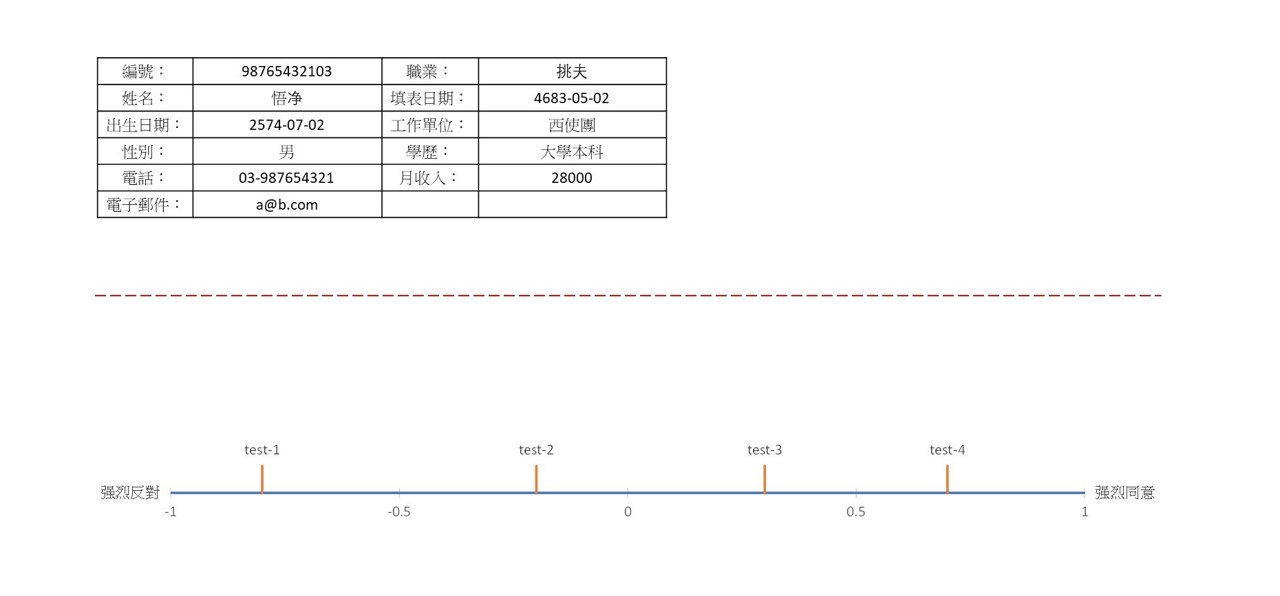 編號： 98765432103 職業： 挑夫
姓名： 悟净 填表日期： 4683-05-02
出生日期： 2574-07-02 工作單位： 西使團
性別： 男 學歷： 大學本科
電話： 03-987654321 月收入： 28000
電子郵件： a@b.com
test-1 test-2 test-3 test-4
强烈反對 强烈同意
-1 -0.5 0 0.5 1